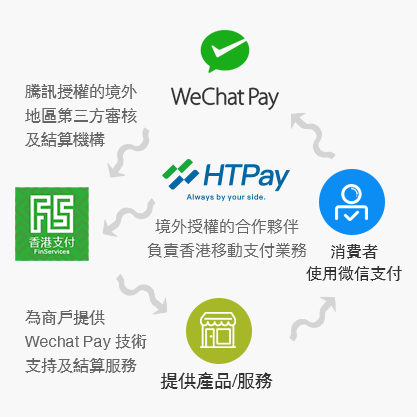 WeChat Pay
騰訊授權的境外
地區第三方審核
及結算機構
HTPay
Always by your side.
境外授權的合作夥伴
負責香港移動支付業務
FIS
香港支付
FinServices
消費者
使用微信支付
為商戶提供
Wechat Pay 技術
支持及結算服務
提供產品/服務